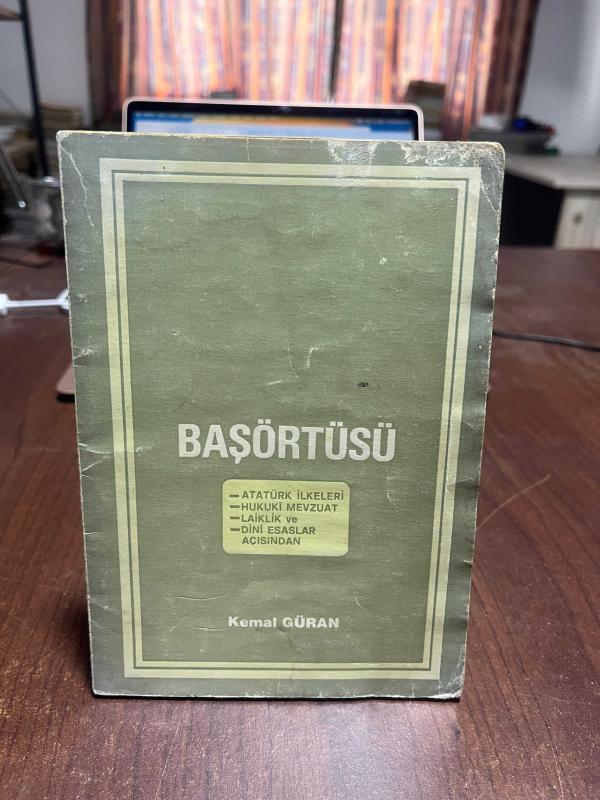 BAŞÖRTÜSÜ
—ATATÜRK İLKELERİ
—HUKUKİ MEVZUAT
—LAİKLİK ve
—DİNİ ESASLAR
AÇISINDAN
Kemal GÜRAN